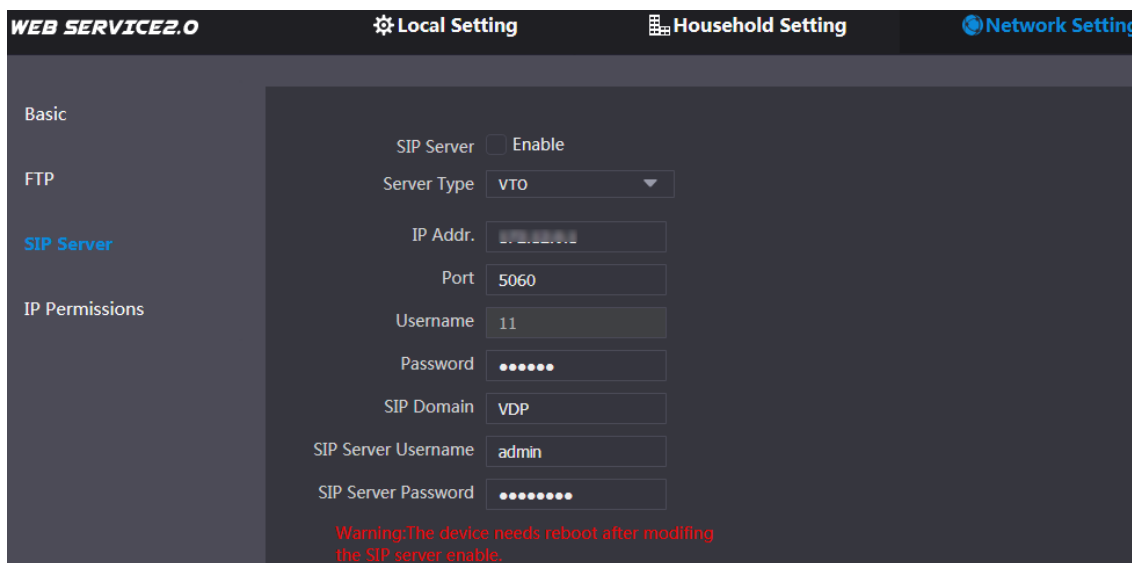 WEB SERVICE2.0
Local Setting
Household Setting
Network Setting
Basic
FTP
SIP Server
IP Permissions
SIP Server Enable
Server Type VTO
IP Addr.
Port 5060
Username 11
Password ••••••
SIP Domain VDP
SIP Server Username admin
SIP Server Password ••••••••
Warning:The device needs reboot after modifing
the SIP server enable.